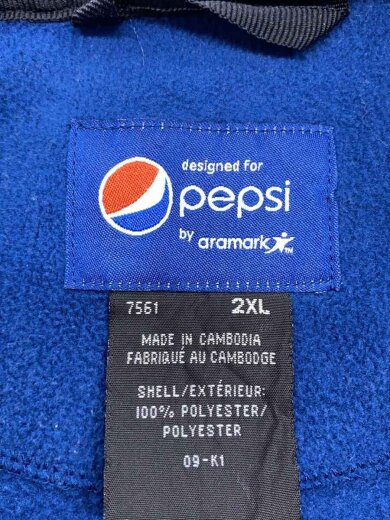 designed for
pepsi
by aramark
TM
7561 2XL
MADE IN CAMBODIA
FABRIQUÉ AU CAMBODGE
SHELL/EXTÉRIEUR:
100% POLYESTER/
POLYESTER
09-K1